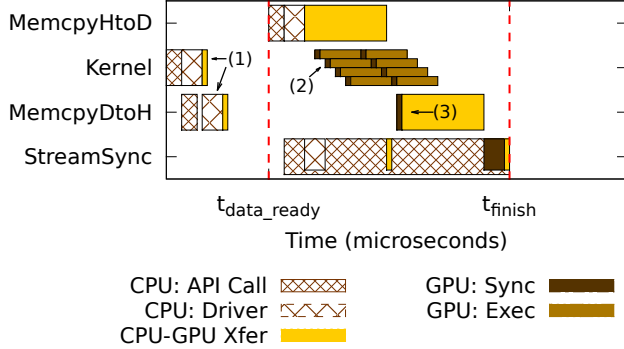 MemcpyHtoD
Kernel
(1)
(2)
MemcpyDtoH
(3)
StreamSync
t_data_ready
t_finish
Time (microseconds)
CPU: API Call
GPU: Sync
CPU: Driver
GPU: Exec
CPU-GPU Xfer